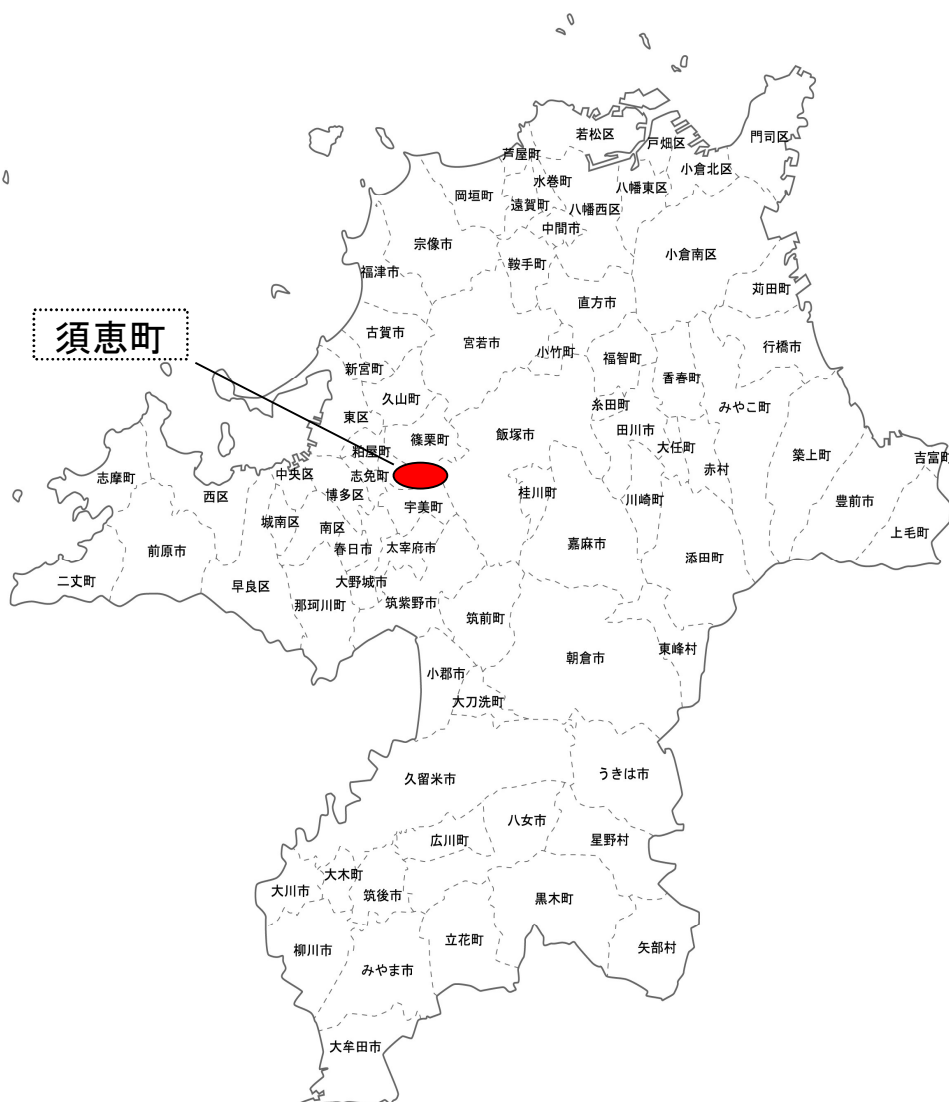 若松区
門司区
戸畑区
芦屋町
小倉北区
水巻町
八幡東区
岡垣町
遠賀町
八幡西区
中間市
宗像市
小倉南区
鞍手町
福津市
苅田町
直方市
須恵町
古賀市
宮若市
行橋市
小竹町
福智町
新宮町
香春町
久山町
糸田町
みやこ町
東区
田川市
飯塚市
篠栗町
大任町
粕屋町
築上町
吉富町
赤村
中央区
志免町
志摩町
博多区
西区
桂川町
川崎町
豊前市
宇美町
城南区
南区
上毛町
春日市
太宰府市
嘉麻市
前原市
添田町
二丈町
大野城市
早良区
那珂川町
筑紫野市
筑前町
東峰村
朝倉市
小郡市
大刀洗町
うきは市
久留米市
八女市
広川町
星野村
大木町
大川市
筑後市
黒木町
立花町
矢部村
柳川市
みやま市
大牟田市